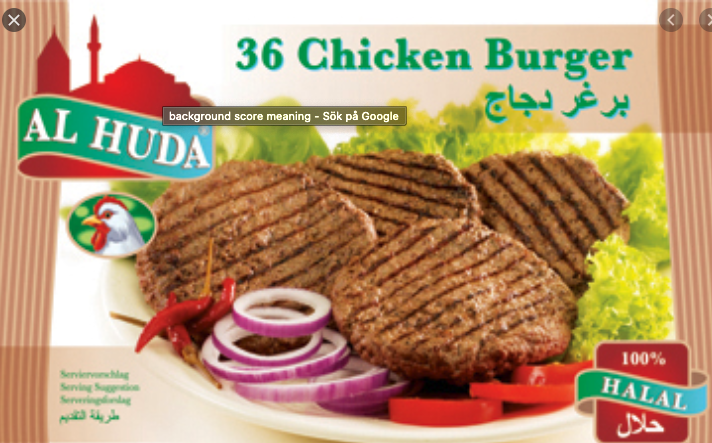 36 Chicken Burger
برغر دجاج
AL HUDA®
background score meaning - Sök på Google
Serviervorschlag
Serving Suggestion
Serveringsforslag
طريقة التقديم
100%
HALAL
حلال